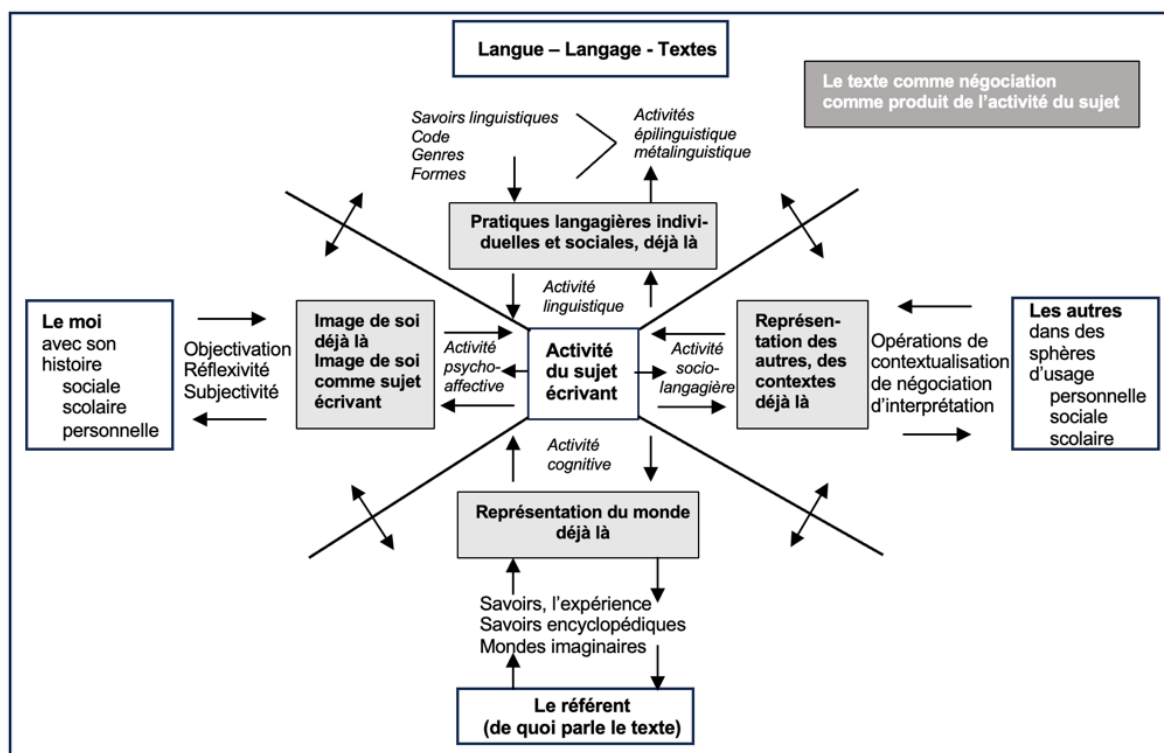 Langue – Langage - Textes
Le texte comme négociation
comme produit de l'activité du sujet
Savoirs linguistiques
Code
Genres
Formes
Activités
épilinguistique
métalinguistique
Pratiques langagières indivi-
duelles et sociales, déjà là
Activité
linguistique
Le moi
avec son
histoire
sociale
scolaire
personnelle
Objectivation
Réflexivité
Subjectivité
Image de soi
déjà là
Image de soi
comme sujet
écrivant
Activité
psycho-
affective
Activité
du sujet
écrivant
Activité
socio-
langagière
Représen-
tation des
autres, des
contextes
déjà là
Opérations de
contextualisation
de négociation
d'interprétation
Les autres
dans des
sphères
d'usage
personnelle
sociale
scolaire
Activité
cognitive
Représentation du monde
déjà là
Savoirs, l'expérience
Savoirs encyclopédiques
Mondes imaginaires
Le référent
(de quoi parle le texte)